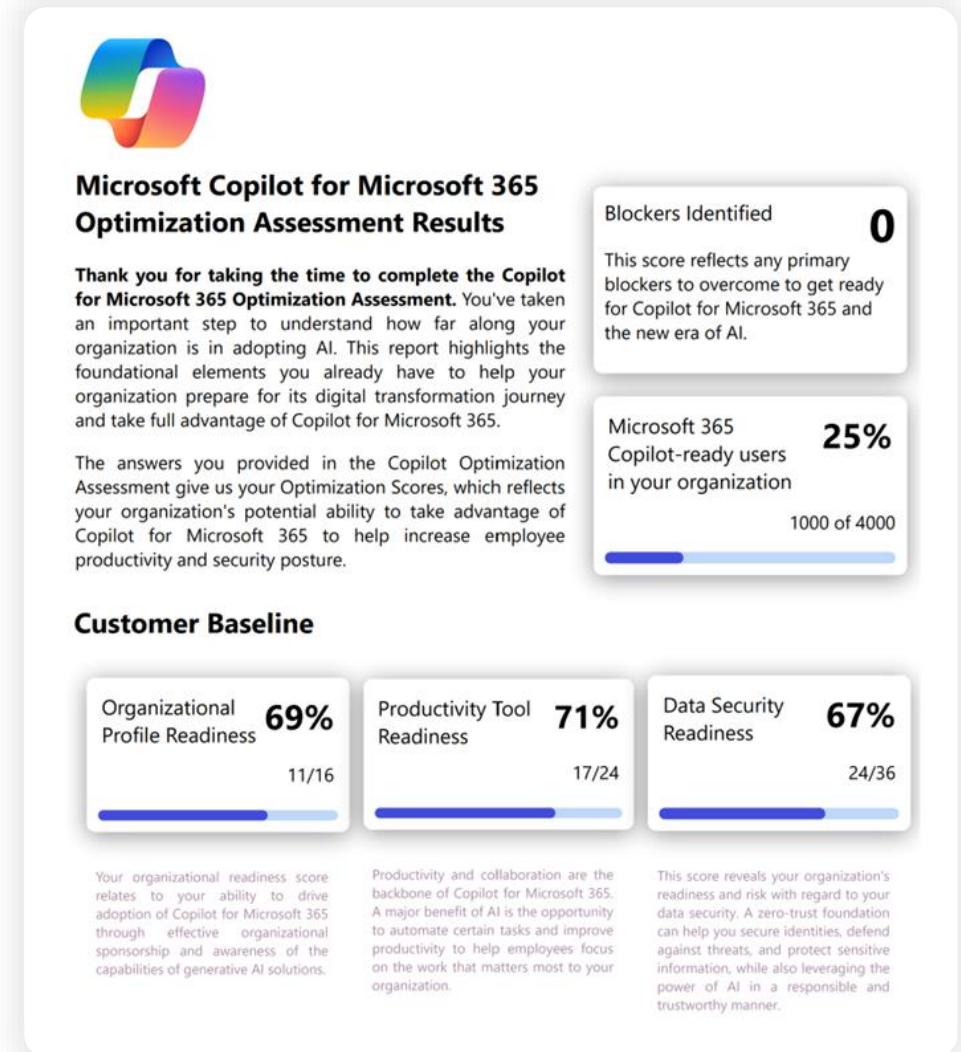 Microsoft Copilot for Microsoft 365
Optimization Assessment Results
Thank you for taking the time to complete the Copilot
for Microsoft 365 Optimization Assessment. You've taken
an important step to understand how far along your
organization is in adopting AI. This report highlights the
foundational elements you already have to help your
organization prepare for its digital transformation journey
and take full advantage of Copilot for Microsoft 365.
The answers you provided in the Copilot Optimization
Assessment give us your Optimization Scores, which reflects
your organization's potential ability to take advantage of
Copilot for Microsoft 365 to help increase employee
productivity and security posture.
Blockers Identified
0
This score reflects any primary
blockers to overcome to get ready
for Copilot for Microsoft 365 and
the new era of AI.
Microsoft 365
Copilot-ready users
in your organization
25%
1000 of 4000
Customer Baseline
Organizational
Profile Readiness
69%
11/16
Productivity Tool
Readiness
71%
17/24
Data Security
Readiness
67%
24/36
Your organizational readiness score
relates to your ability to drive
adoption of Copilot for Microsoft 365
through effective organizational
sponsorship and awareness of the
capabilities of generative AI solutions.
Productivity and collaboration are the
backbone of Copilot for Microsoft 365.
A major benefit of AI is the opportunity
to automate certain tasks and improve
productivity to help employees focus
on the work that matters most to your
organization.
This score reveals your organization's
readiness and risk with regard to your
data security. A zero-trust foundation
can help you secure identities, defend
against threats, and protect sensitive
information, while also leveraging the
power of AI in a responsible and
trustworthy manner.